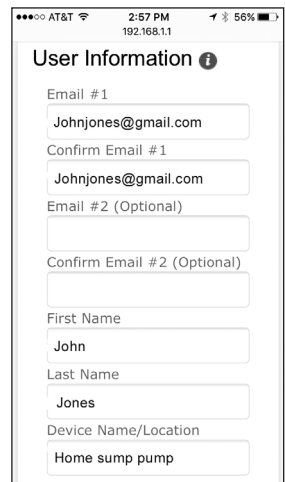 AT&T 2:57 PM 56%
192.168.1.1
User Information i
Email #1
Johnjones@gmail.com
Confirm Email #1
Johnjones@gmail.com
Email #2 (Optional)
Confirm Email #2 (Optional)
First Name
John
Last Name
Jones
Device Name/Location
Home sump pump